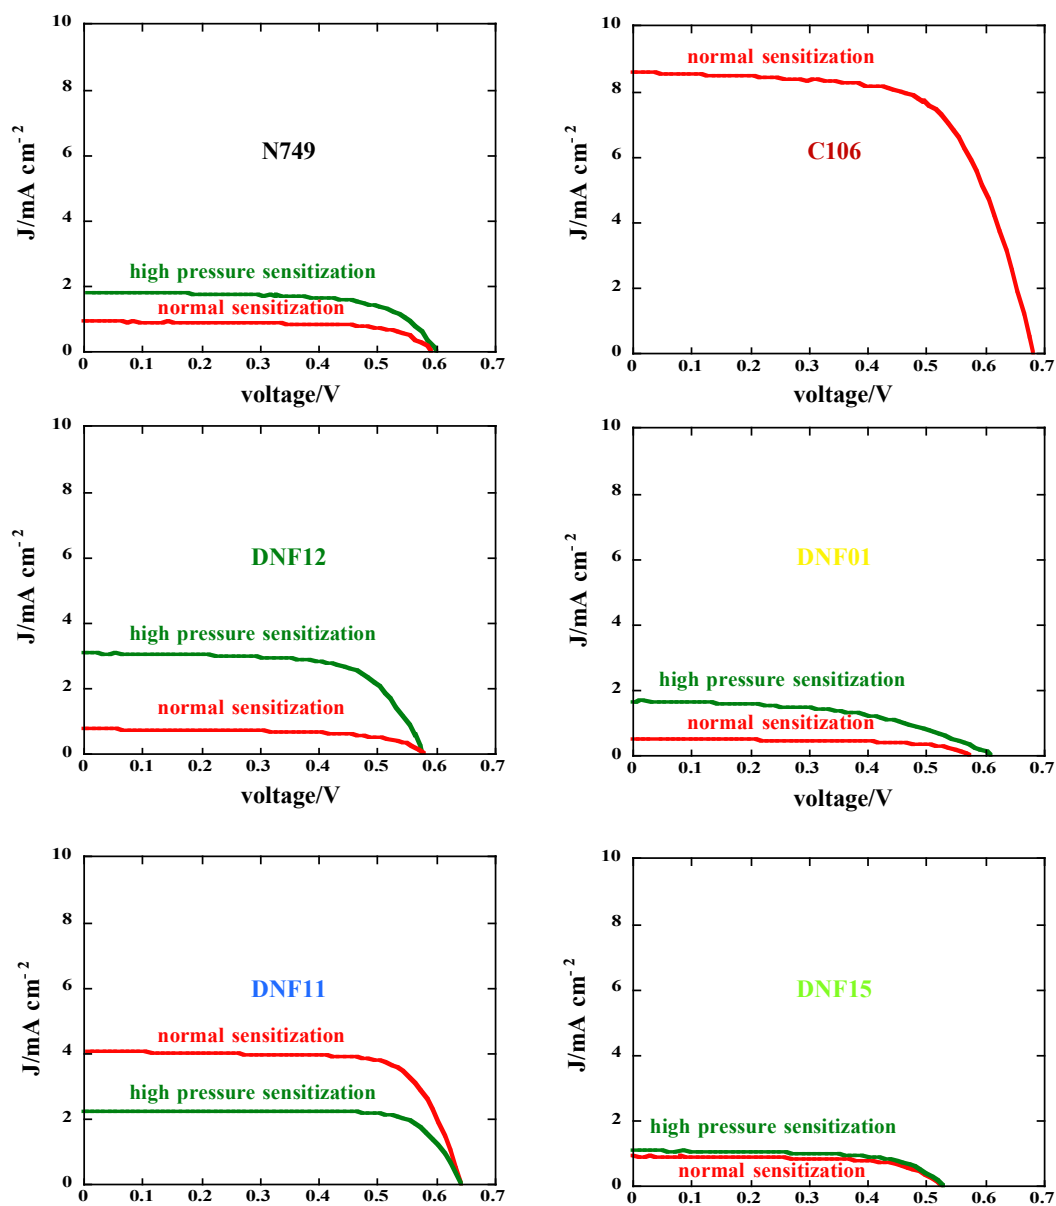 10
8
6
4
2
0
J/mA cm-2
N749
high pressure sensitization
normal sensitization
0 0.1 0.2 0.3 0.4 0.5 0.6 0.7
voltage/V
10
8
6
4
2
0
J/mA cm-2
normal sensitization
C106
0 0.1 0.2 0.3 0.4 0.5 0.6 0.7
voltage/V
10
8
6
4
2
0
J/mA cm-2
DNF12
high pressure sensitization
normal sensitization
0 0.1 0.2 0.3 0.4 0.5 0.6 0.7
voltage/V
10
8
6
4
2
0
J/mA cm-2
DNF01
high pressure sensitization
normal sensitization
0 0.1 0.2 0.3 0.4 0.5 0.6 0.7
voltage/V
10
8
6
4
2
0
J/mA cm-2
DNF11
normal sensitization
high pressure sensitization
0 0.1 0.2 0.3 0.4 0.5 0.6 0.7
10
8
6
4
2
0
J/mA cm-2
DNF15
high pressure sensitization
normal sensitization
0 0.1 0.2 0.3 0.4 0.5 0.6 0.7